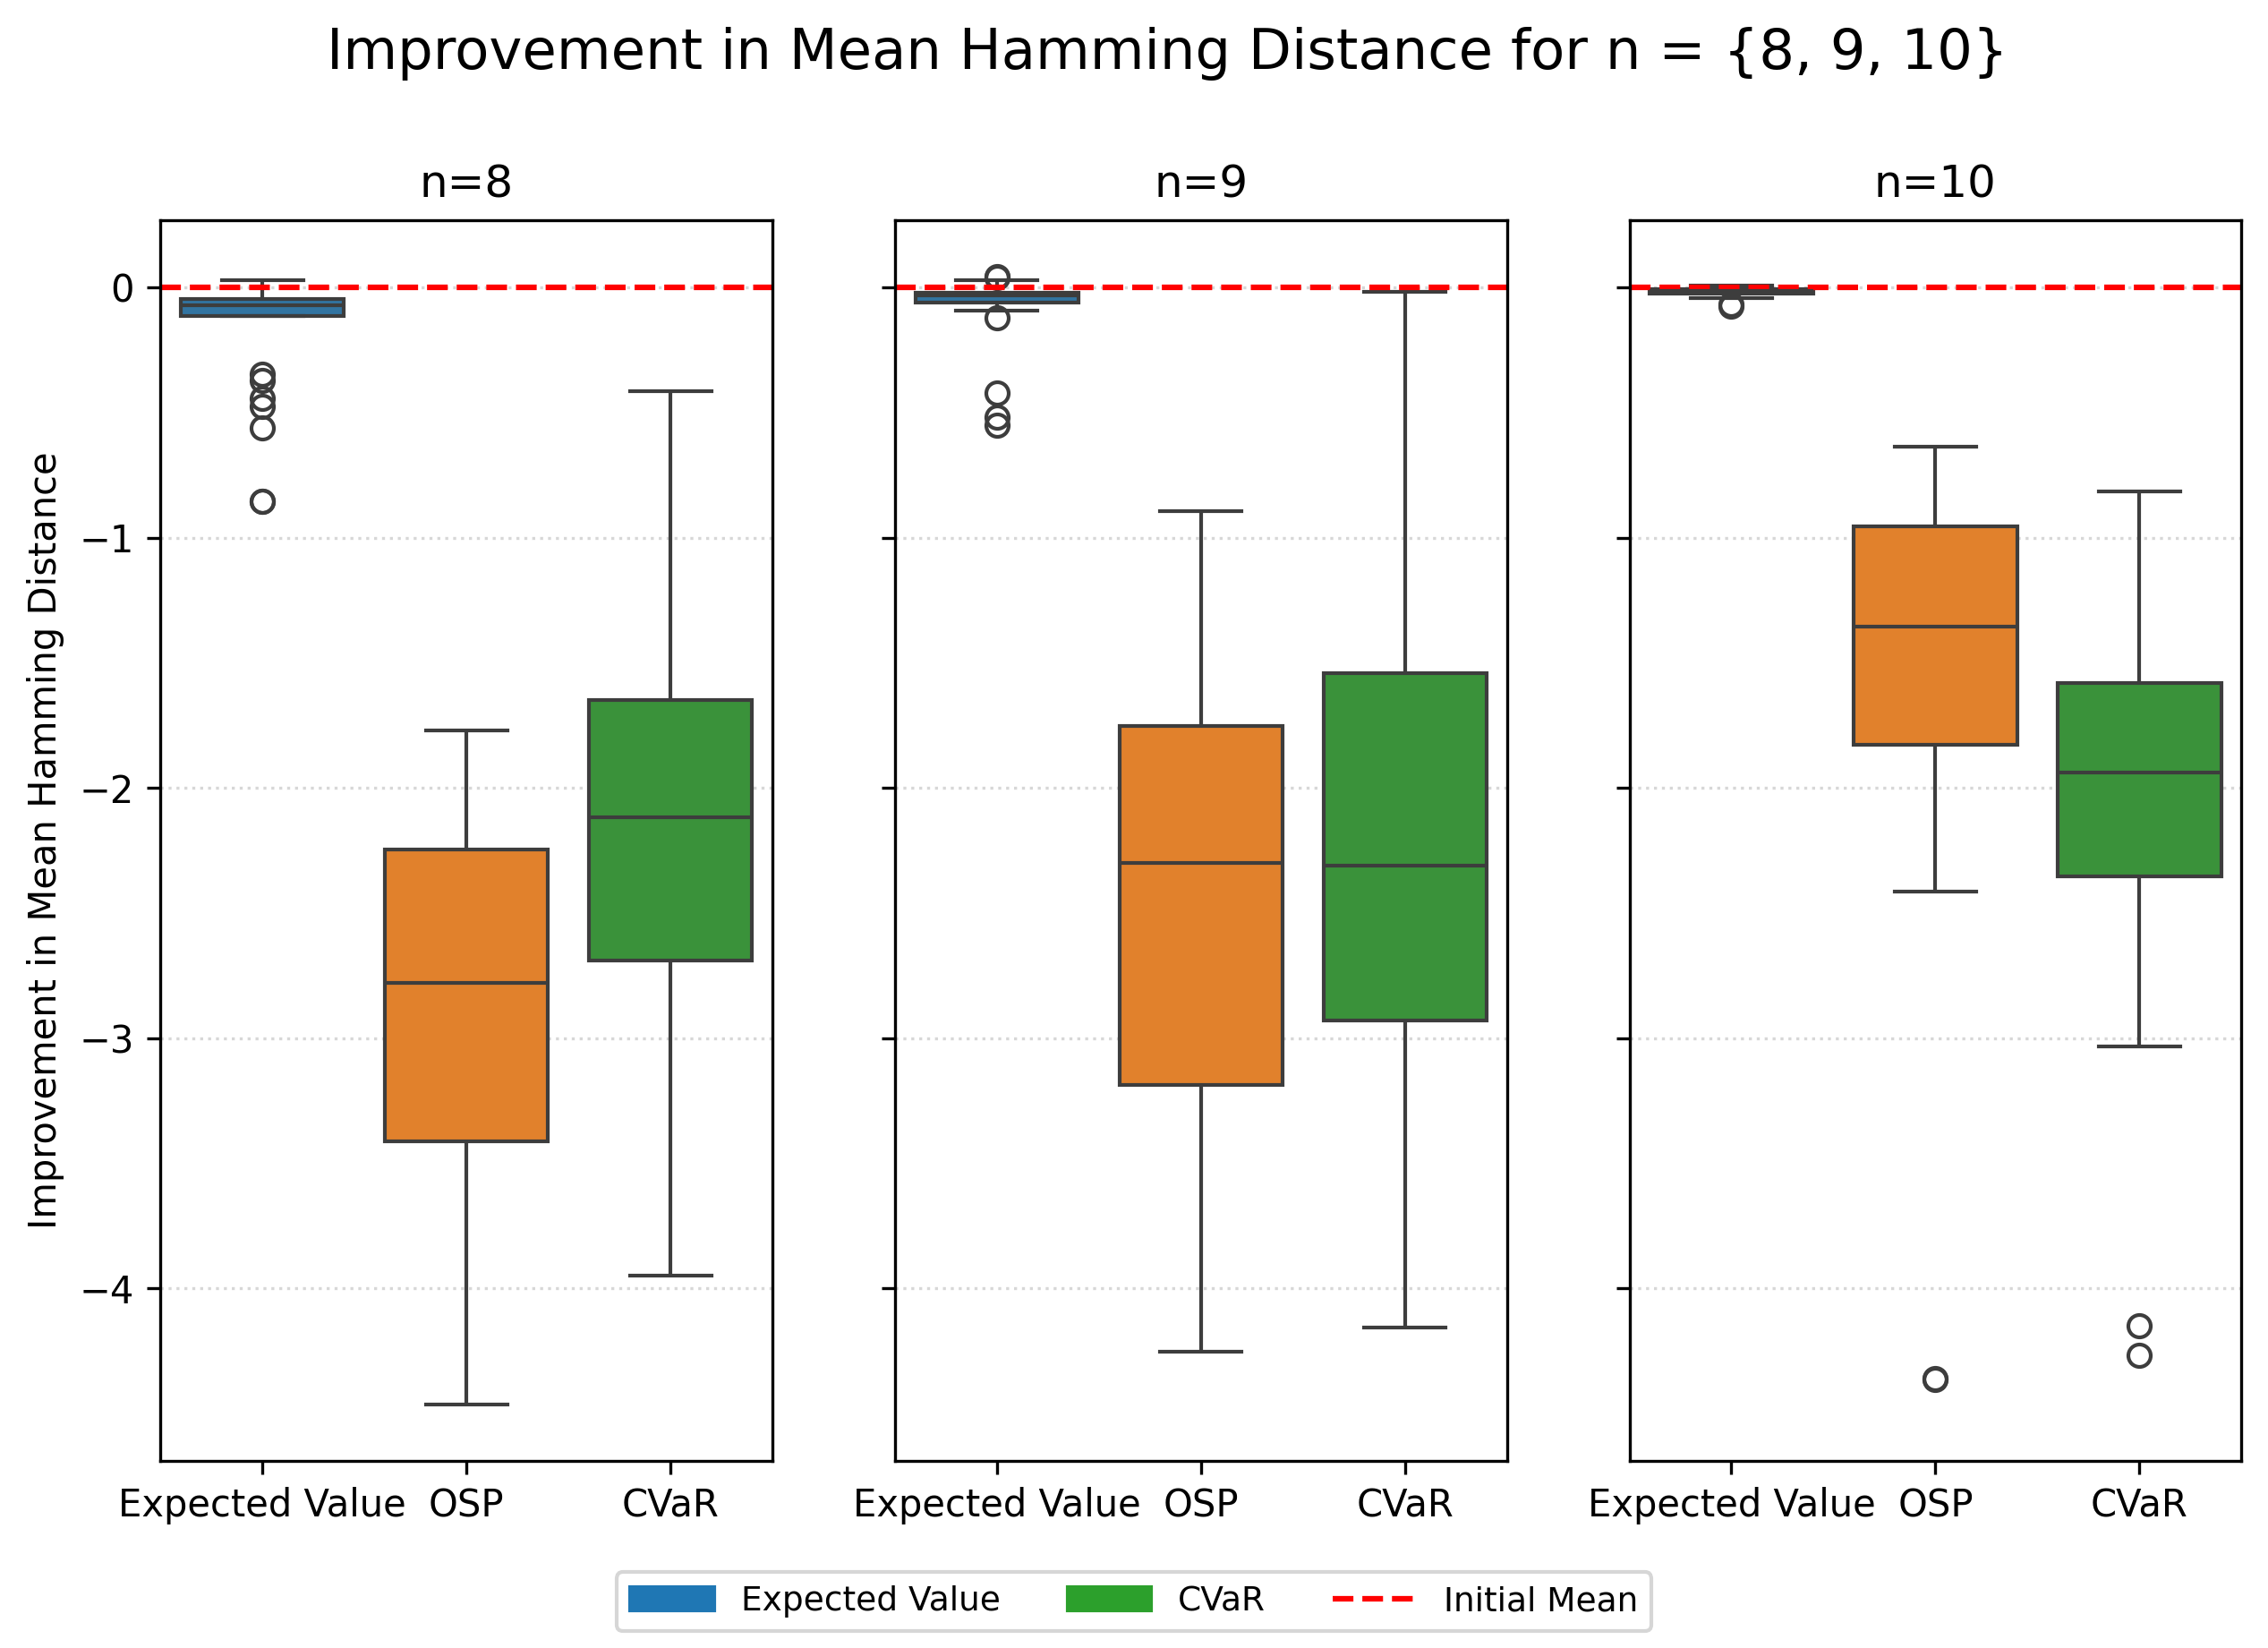 Improvement in Mean Hamming Distance for n = {8, 9, 10}
n=8
n=9
n=10
Improvement in Mean Hamming Distance
0
−1
−2
−3
−4
Expected Value OSP CVaR
Expected Value OSP CVaR
Expected Value OSP CVaR
Expected Value CVaR Initial Mean